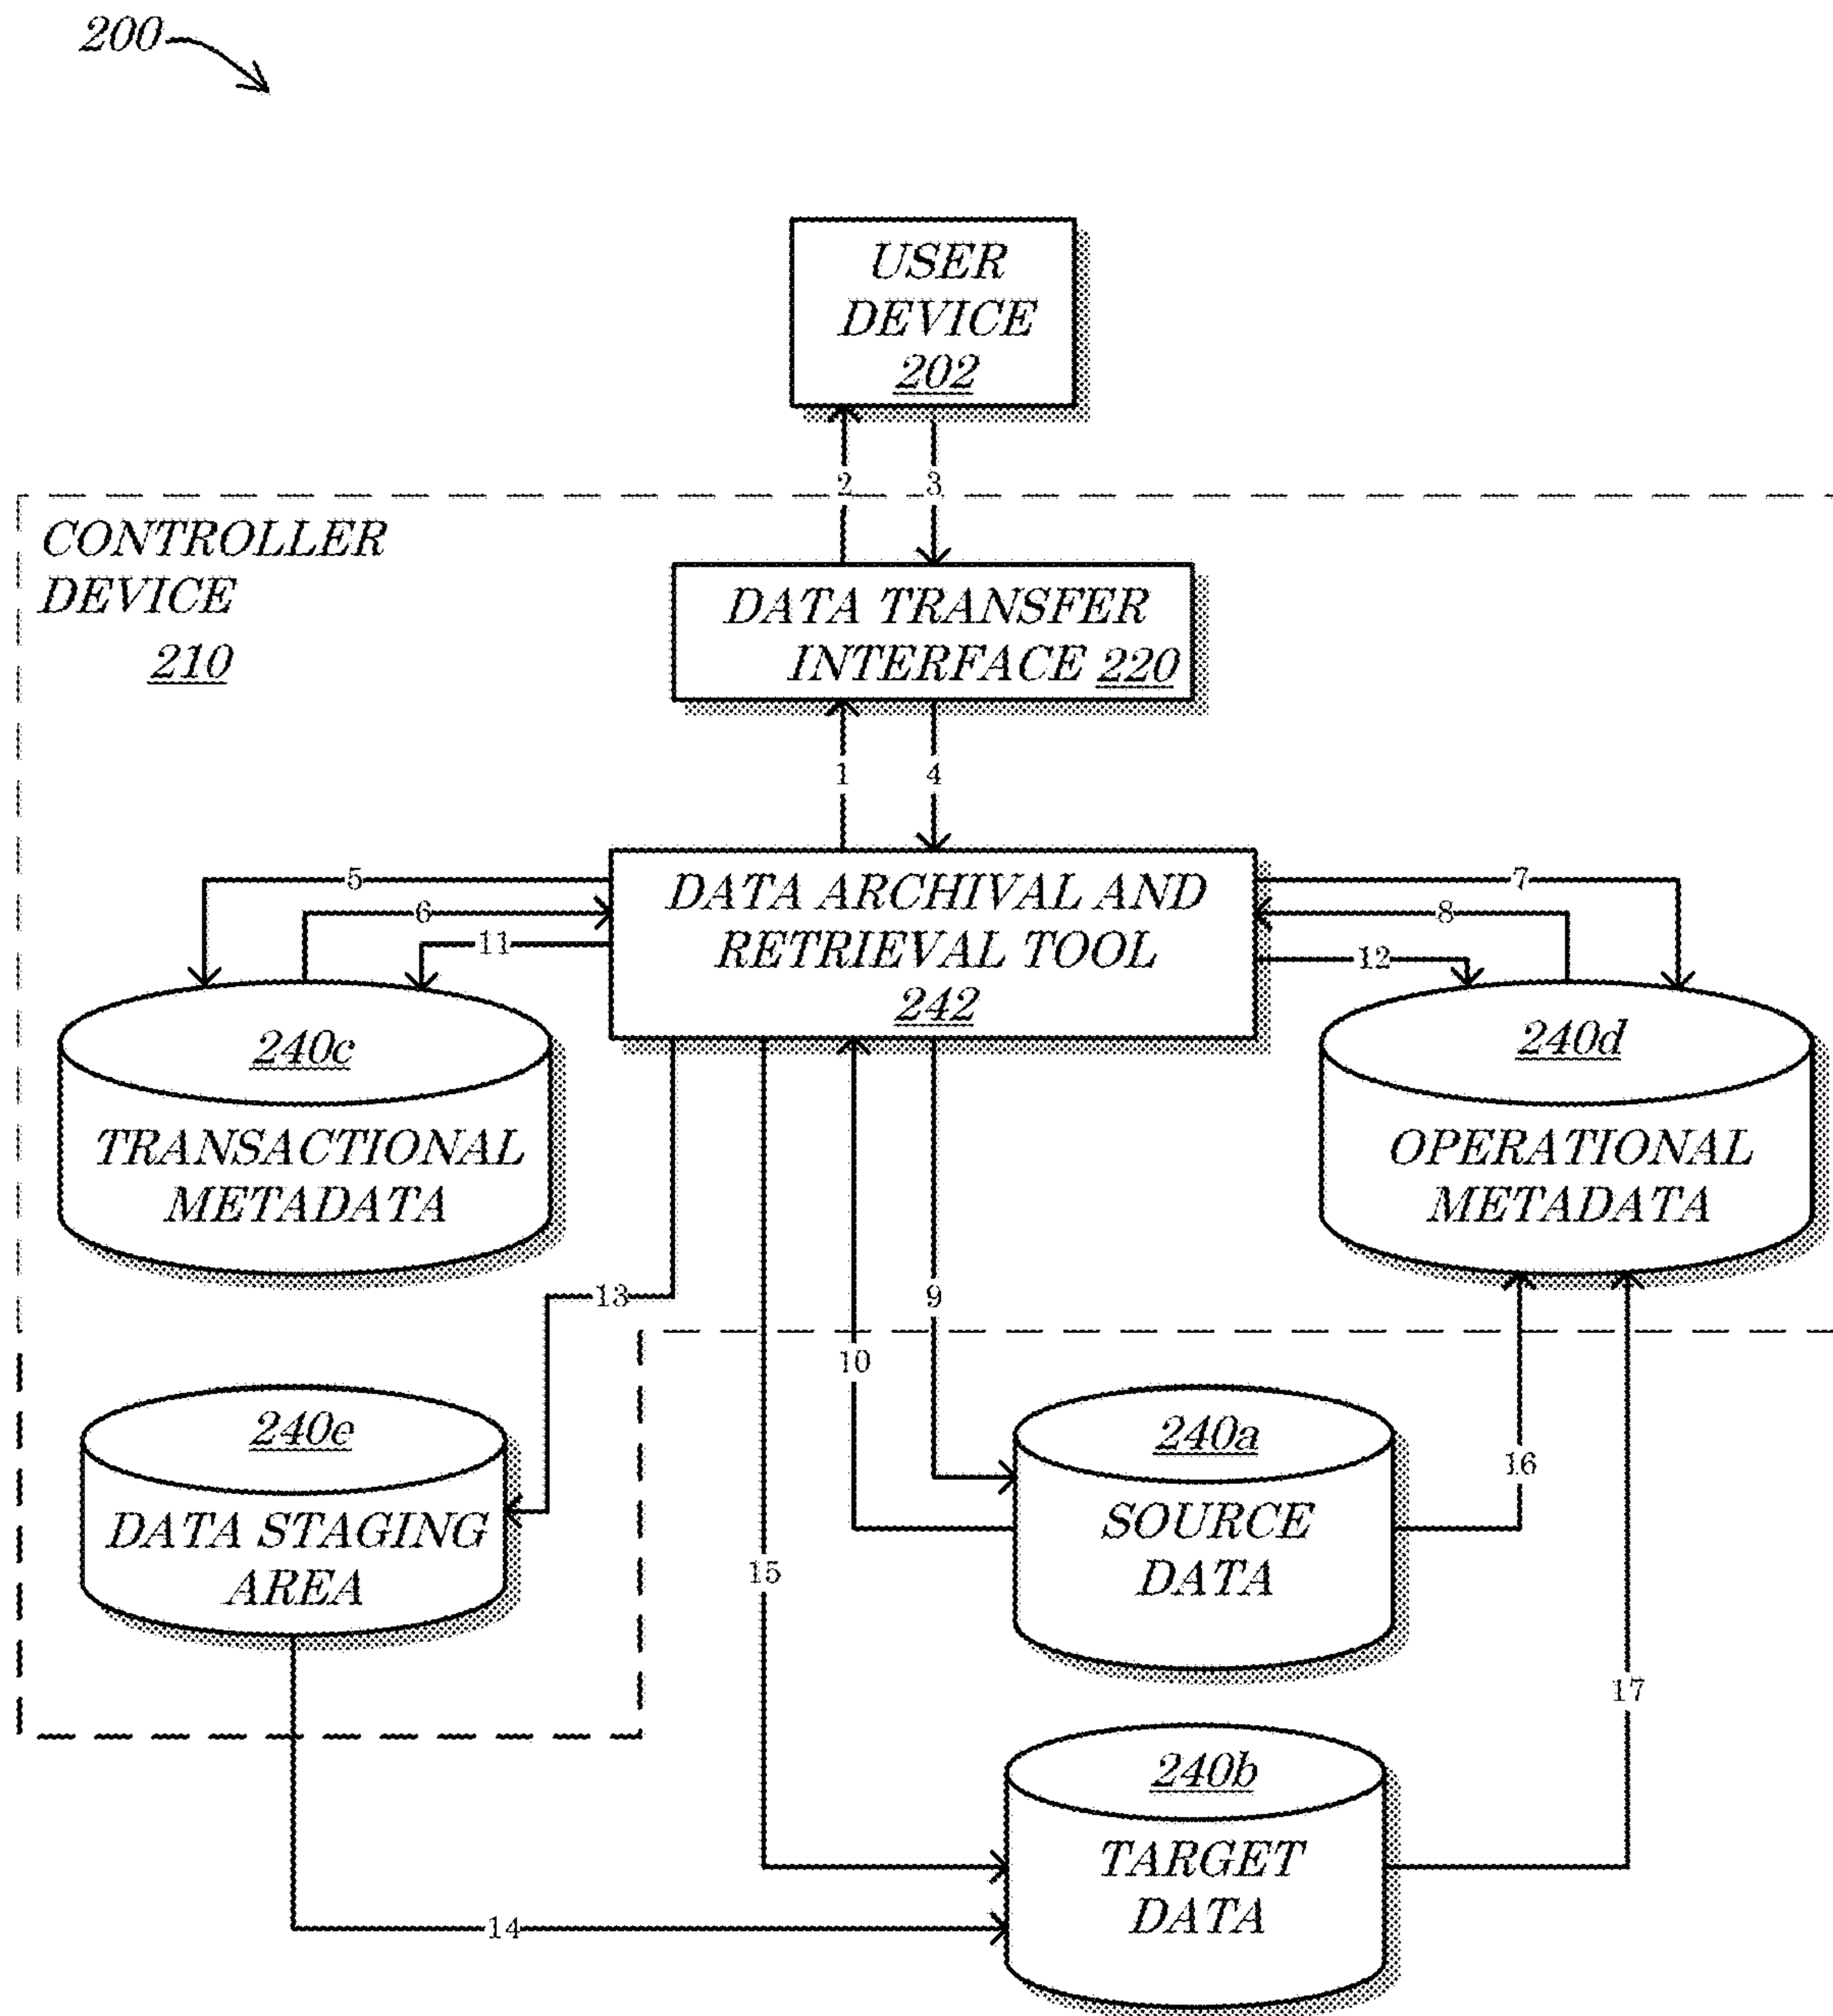 200
USER
DEVICE
202
2
3
CONTROLLER
DEVICE
210
DATA TRANSFER
INTERFACE 220
1
4
DATA ARCHIVAL AND
RETRIEVAL TOOL
242
5
6
11
7
8
12
240c
TRANSACTIONAL
METADATA
240d
OPERATIONAL
METADATA
13
9
10
240e
DATA STAGING
AREA
240a
SOURCE
DATA
16
15
17
240b
TARGET
DATA
14